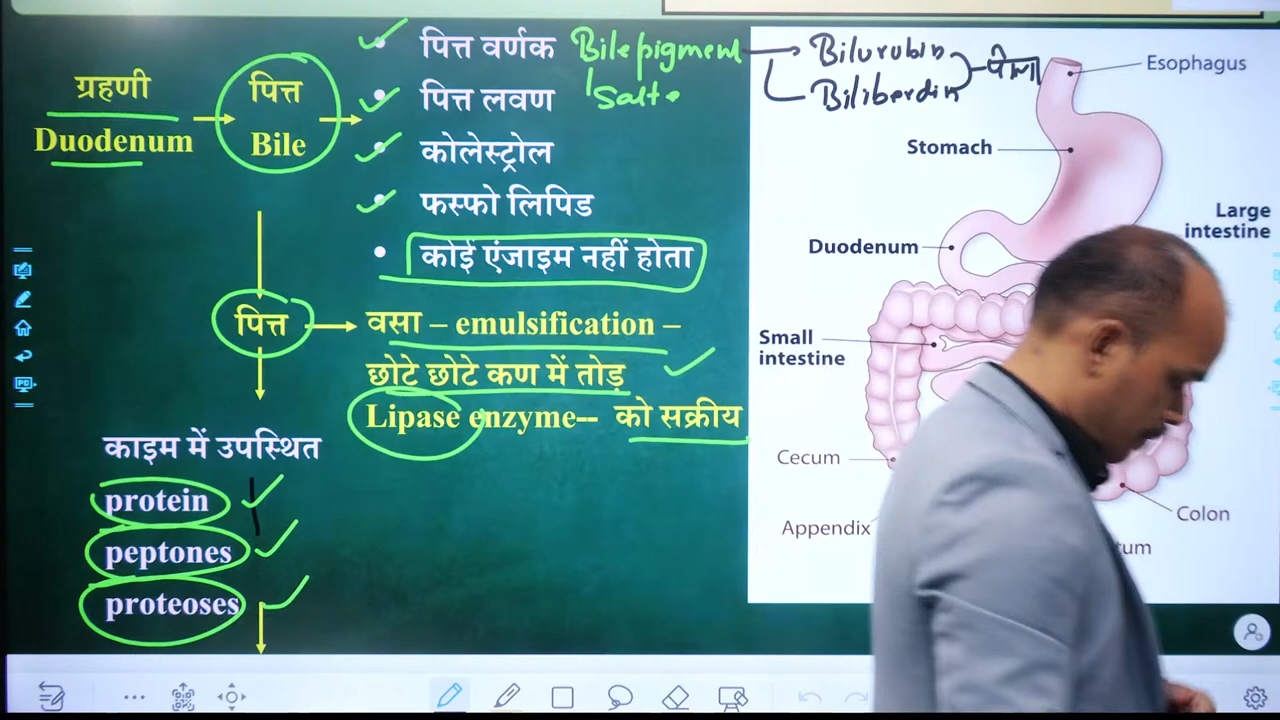 ग्रहणी
Duodenum
पित्त
Bile
पित्त वर्णक Bile pigment
पित्त लवण Salts
कोलेस्ट्रोल
फस्फो लिपिड
कोई एंजाइम नहीं होता
Bilurubin
पीला
पित्त
वसा – emulsification –
छोटे छोटे कण में तोड़
Lipase enzyme-- को सक्रीय
काइम में उपस्थित
protein
peptones
proteoses
Esophagus
Stomach
Large
intestine
Duodenum
Small
intestine
Cecum
Appendix
Colon
PC